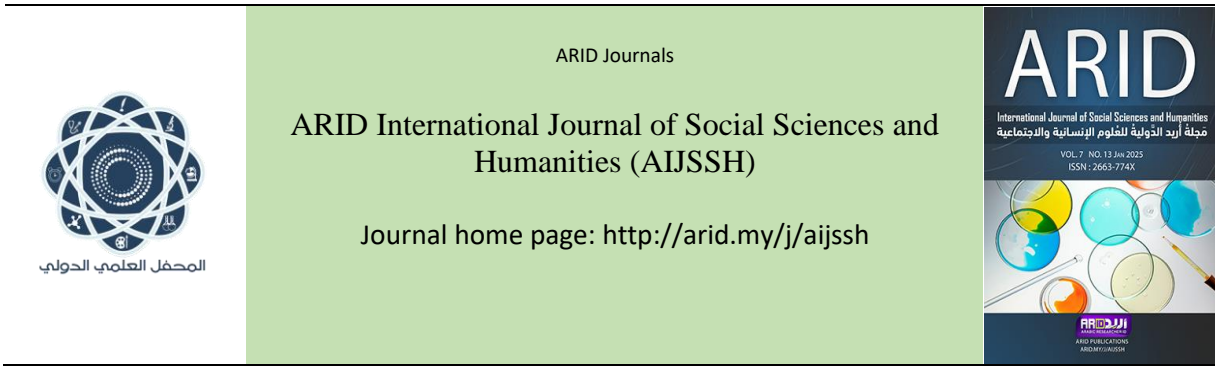 ARID Journals
ARID International Journal of Social Sciences and
Humanities (AIJSSH)
Journal home page: http://arid.my/j/aijssh
المحفل العلمي الدولي
ARID
International Journal of Social Sciences and Humanities
مَجلةُ أريد الدَّوليةُ للعُلوم الإنسانية والاجتماعية
VOL. 7 NO. 13 JAN 2025
ISSN : 2663-774X
ARID PUBLICATIONS
ARID.MY/J/AIJSSH